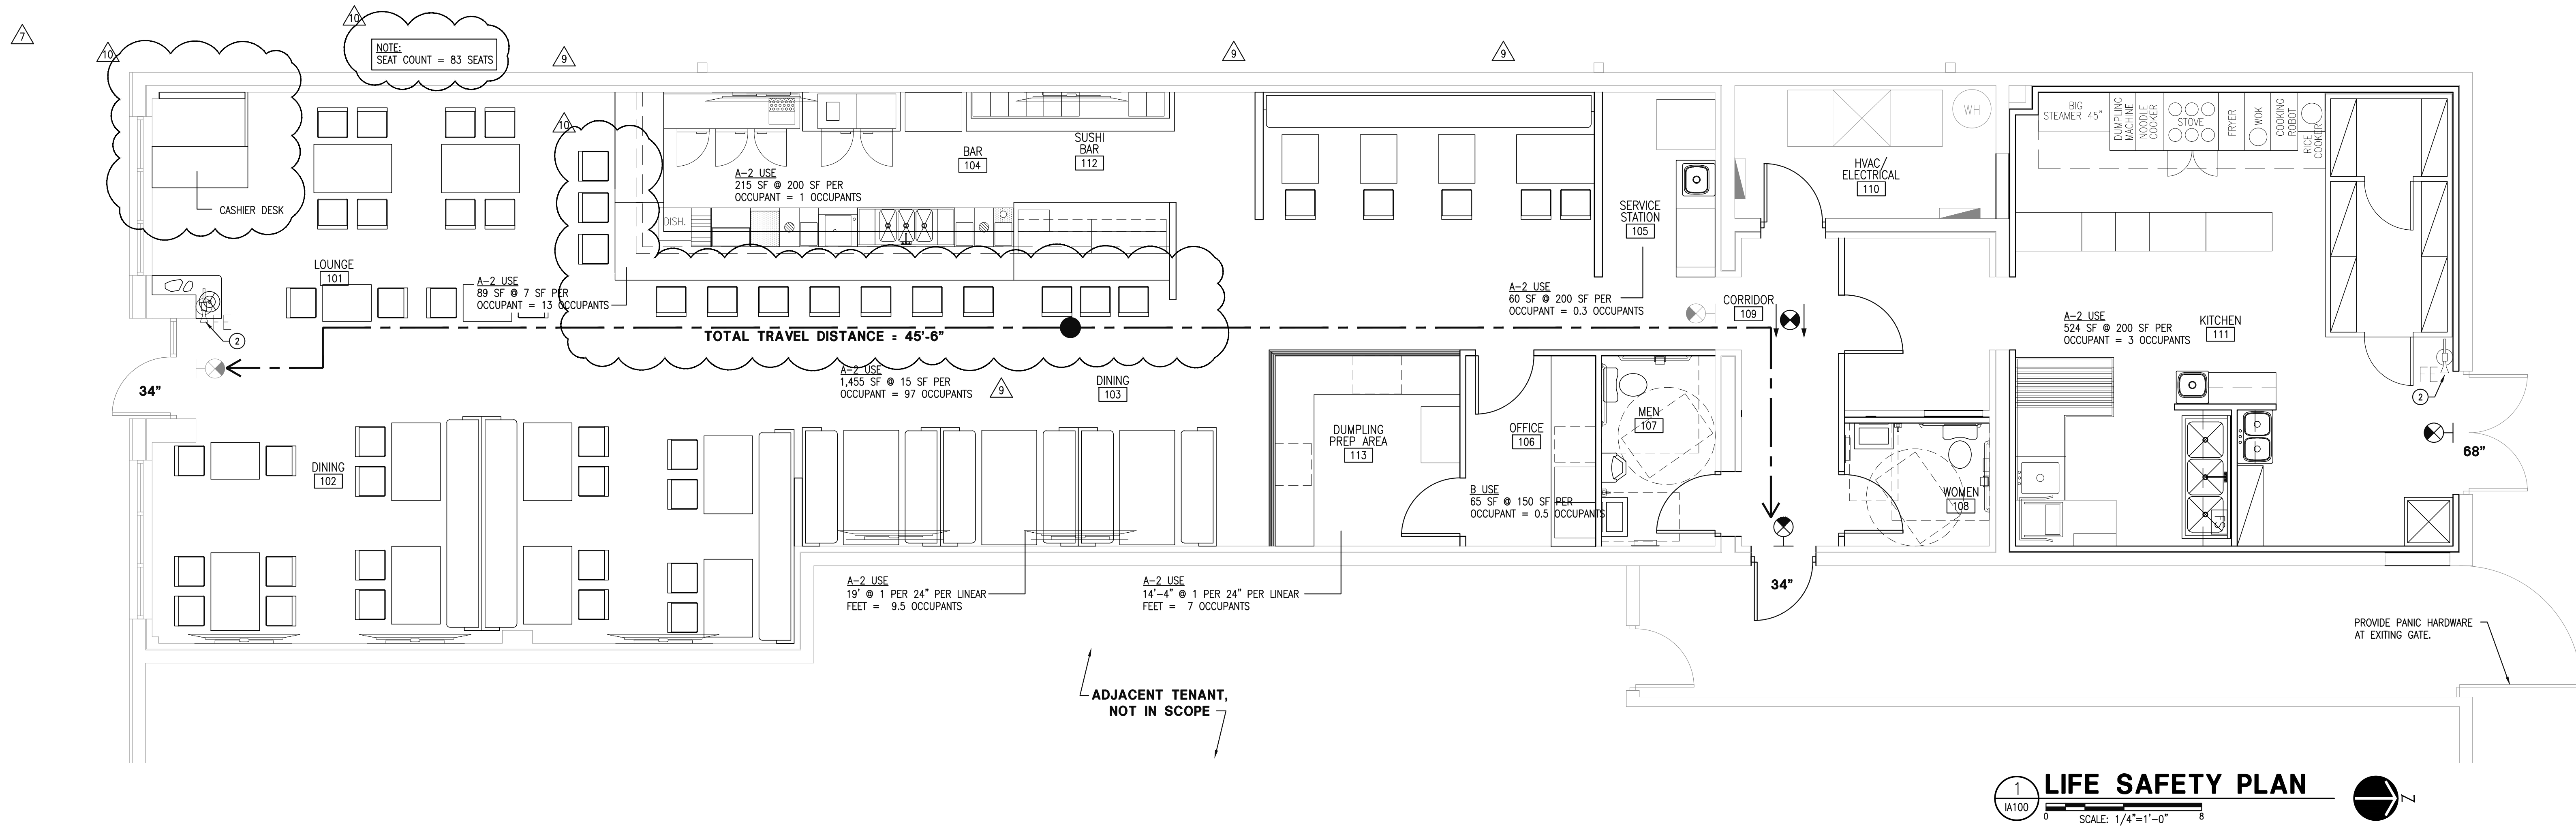 7
10
10
NOTE:
SEAT COUNT = 83 SEATS
9
9
9
10
CASHIER DESK
LOUNGE
101
A-2 USE
89 SF @ 7 SF PER
OCCUPANT = 13 OCCUPANTS
FE
2
34"
A-2 USE
215 SF @ 200 SF PER
OCCUPANT = 1 OCCUPANTS
BAR
104
SUSHI
BAR
112
DISH.
TOTAL TRAVEL DISTANCE = 45'-6"
A-2 USE
1,455 SF @ 15 SF PER
OCCUPANT = 97 OCCUPANTS
9
DINING
103
DINING
102
SERVICE
STATION
105
A-2 USE
60 SF @ 200 SF PER
OCCUPANT = 0.3 OCCUPANTS
CORRIDOR
109
HVAC/
ELECTRICAL
110
WH
BIG
STEAMER 45"
DUMPLING
MACHINE
NOODLE
COOKER
STOVE
FRYER
WOK
COOKING
ROBOT
RICE
COOKER
A-2 USE
524 SF @ 200 SF PER
OCCUPANT = 3 OCCUPANTS
KITCHEN
111
FE
2
68"
DUMPLING
PREP AREA
113
OFFICE
106
B USE
65 SF @ 150 SF PER
OCCUPANT = 0.5 OCCUPANTS
MEN
107
WOMEN
108
34"
A-2 USE
19' @ 1 PER 24" PER LINEAR
FEET = 9.5 OCCUPANTS
A-2 USE
14'-4" @ 1 PER 24" PER LINEAR
FEET = 7 OCCUPANTS
PROVIDE PANIC HARDWARE
AT EXITING GATE.
ADJACENT TENANT,
NOT IN SCOPE
1
IA100
LIFE SAFETY PLAN
0
8
SCALE: 1/4"=1'-0"
Z